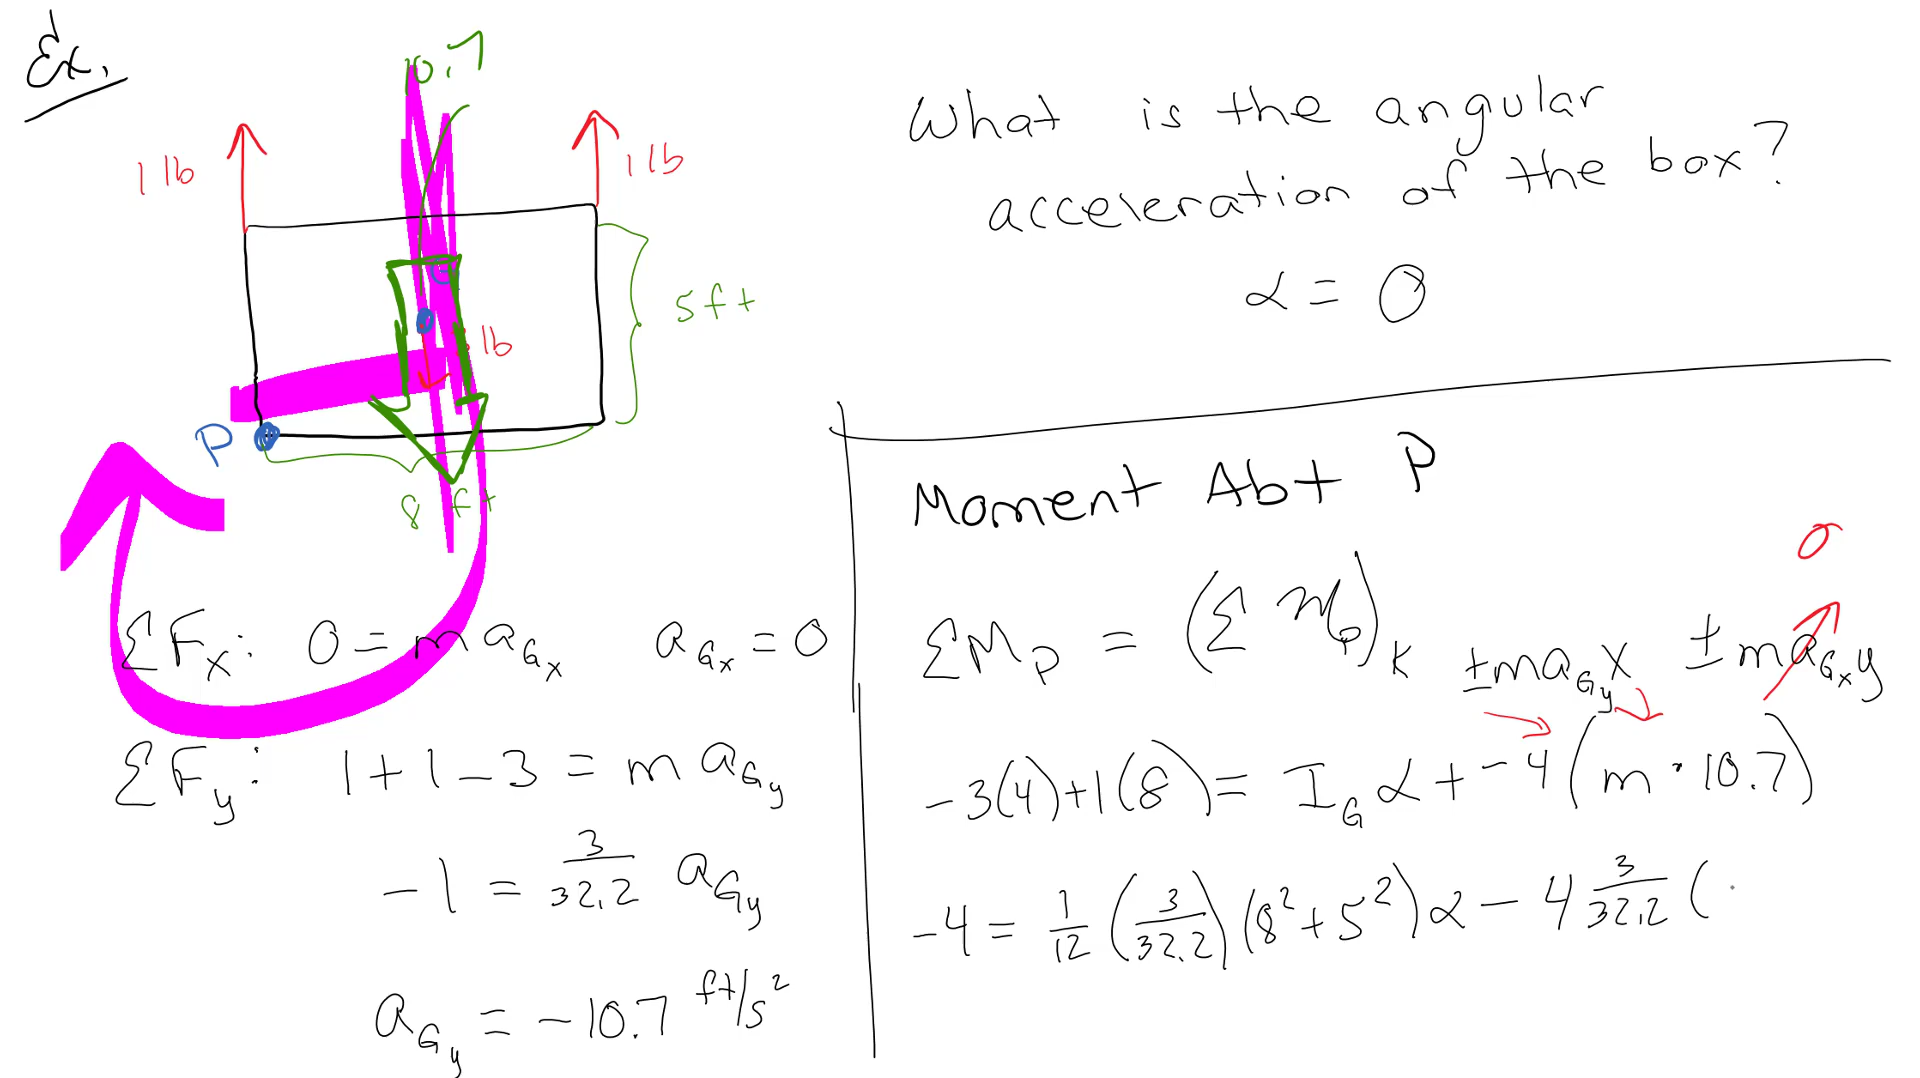 Ex.
10.7
1 lb
1 lb
lb
5 ft
P
8 ft
ΣFx: 0 = m aGx aGx = 0
ΣFy: 1 + 1 - 3 = m aGy
-1 = 3/32.2 aGy
aGy = -10.7 ft/s²
What is the angular
acceleration of the box?
α = 0
Moment Abt P
0
ΣMP = (Σ MP)K ±maGyX ±maGxy
-3(4)+1(8) = IG α + -4(m · 10.7)
-4 = 1/12 (3/32.2)(8²+5²)α - 4 3/32.2 (